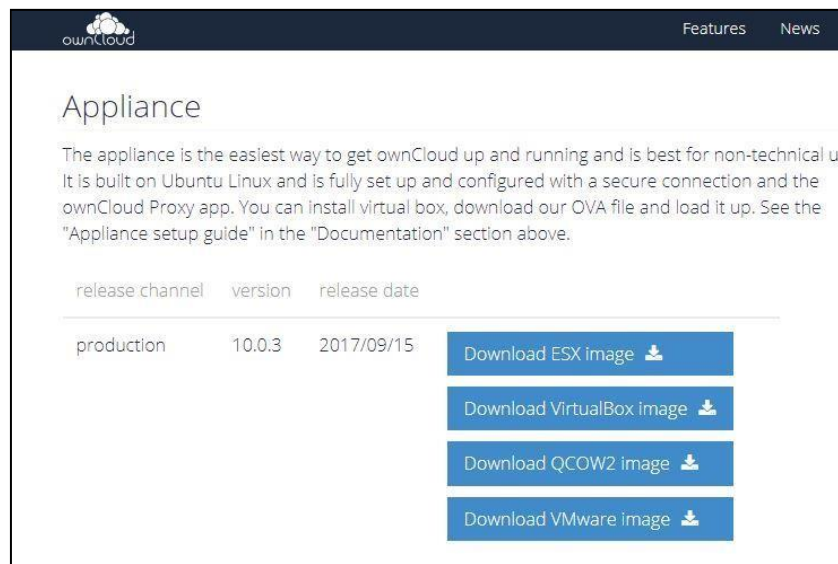 ownCloud
Features News
Appliance
The appliance is the easiest way to get ownCloud up and running and is best for non-technical u
It is built on Ubuntu Linux and is fully set up and configured with a secure connection and the
ownCloud Proxy app. You can install virtual box, download our OVA file and load it up. See the
"Appliance setup guide" in the "Documentation" section above.
release channel version release date
production 10.0.3 2017/09/15
Download ESX image
Download VirtualBox image
Download QCOW2 image
Download VMware image